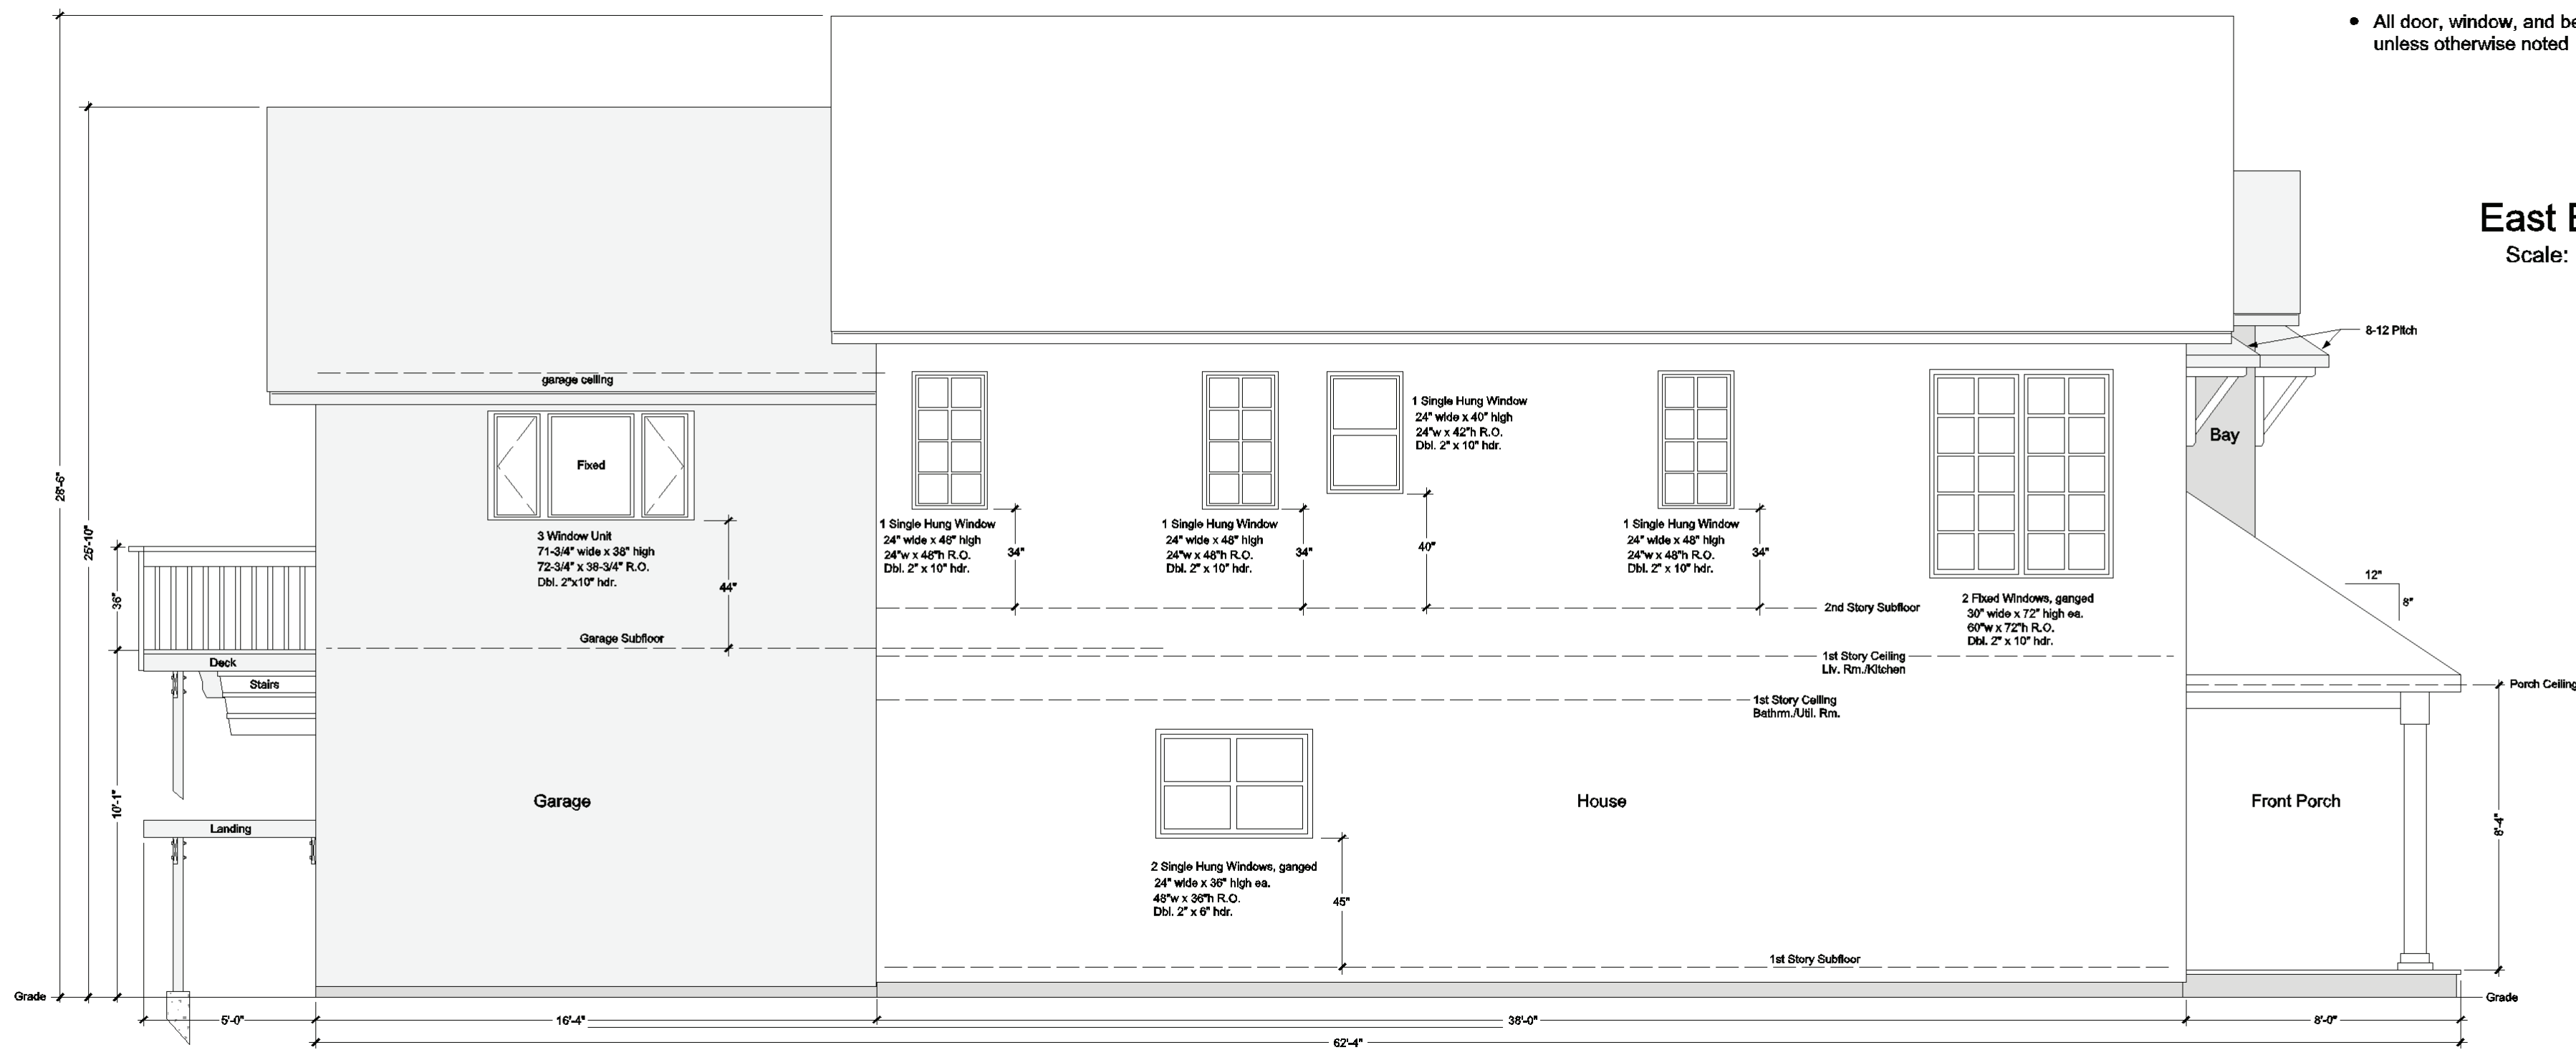 All door, window, and be
unless otherwise noted
East E
Scale:
8-12 Pitch
28'-6"
25'-10"
garage ceiling
Fixed
3 Window Unit
71-3/4" wide x 38" high
72-3/4" x 38-3/4" R.O.
Dbl. 2"x10" hdr.
44"
1 Single Hung Window
24" wide x 48" high
24"w x 48"h R.O.
Dbl. 2" x 10" hdr.
34"
1 Single Hung Window
24" wide x 48" high
24"w x 48"h R.O.
Dbl. 2" x 10" hdr.
34"
1 Single Hung Window
24" wide x 40" high
24"w x 42"h R.O.
Dbl. 2" x 10" hdr.
40"
1 Single Hung Window
24" wide x 48" high
24"w x 48"h R.O.
Dbl. 2" x 10" hdr.
34"
2 Fixed Windows, ganged
30" wide x 72" high ea.
60"w x 72"h R.O.
Dbl. 2" x 10" hdr.
Bay
12"
8"
2nd Story Subfloor
Garage Subfloor
36"
Deck
Stairs
1st Story Ceiling
Liv. Rm./Kitchen
1st Story Ceiling
Bathrm./Util. Rm.
Porch Ceiling
10'-1"
Garage
House
Front Porch
8'-4"
Landing
2 Single Hung Windows, ganged
24" wide x 36" high ea.
48"w x 36"h R.O.
Dbl. 2" x 6" hdr.
45"
1st Story Subfloor
Grade
Grade
5'-0"
16'-4"
38'-0"
8'-0"
62'-4"